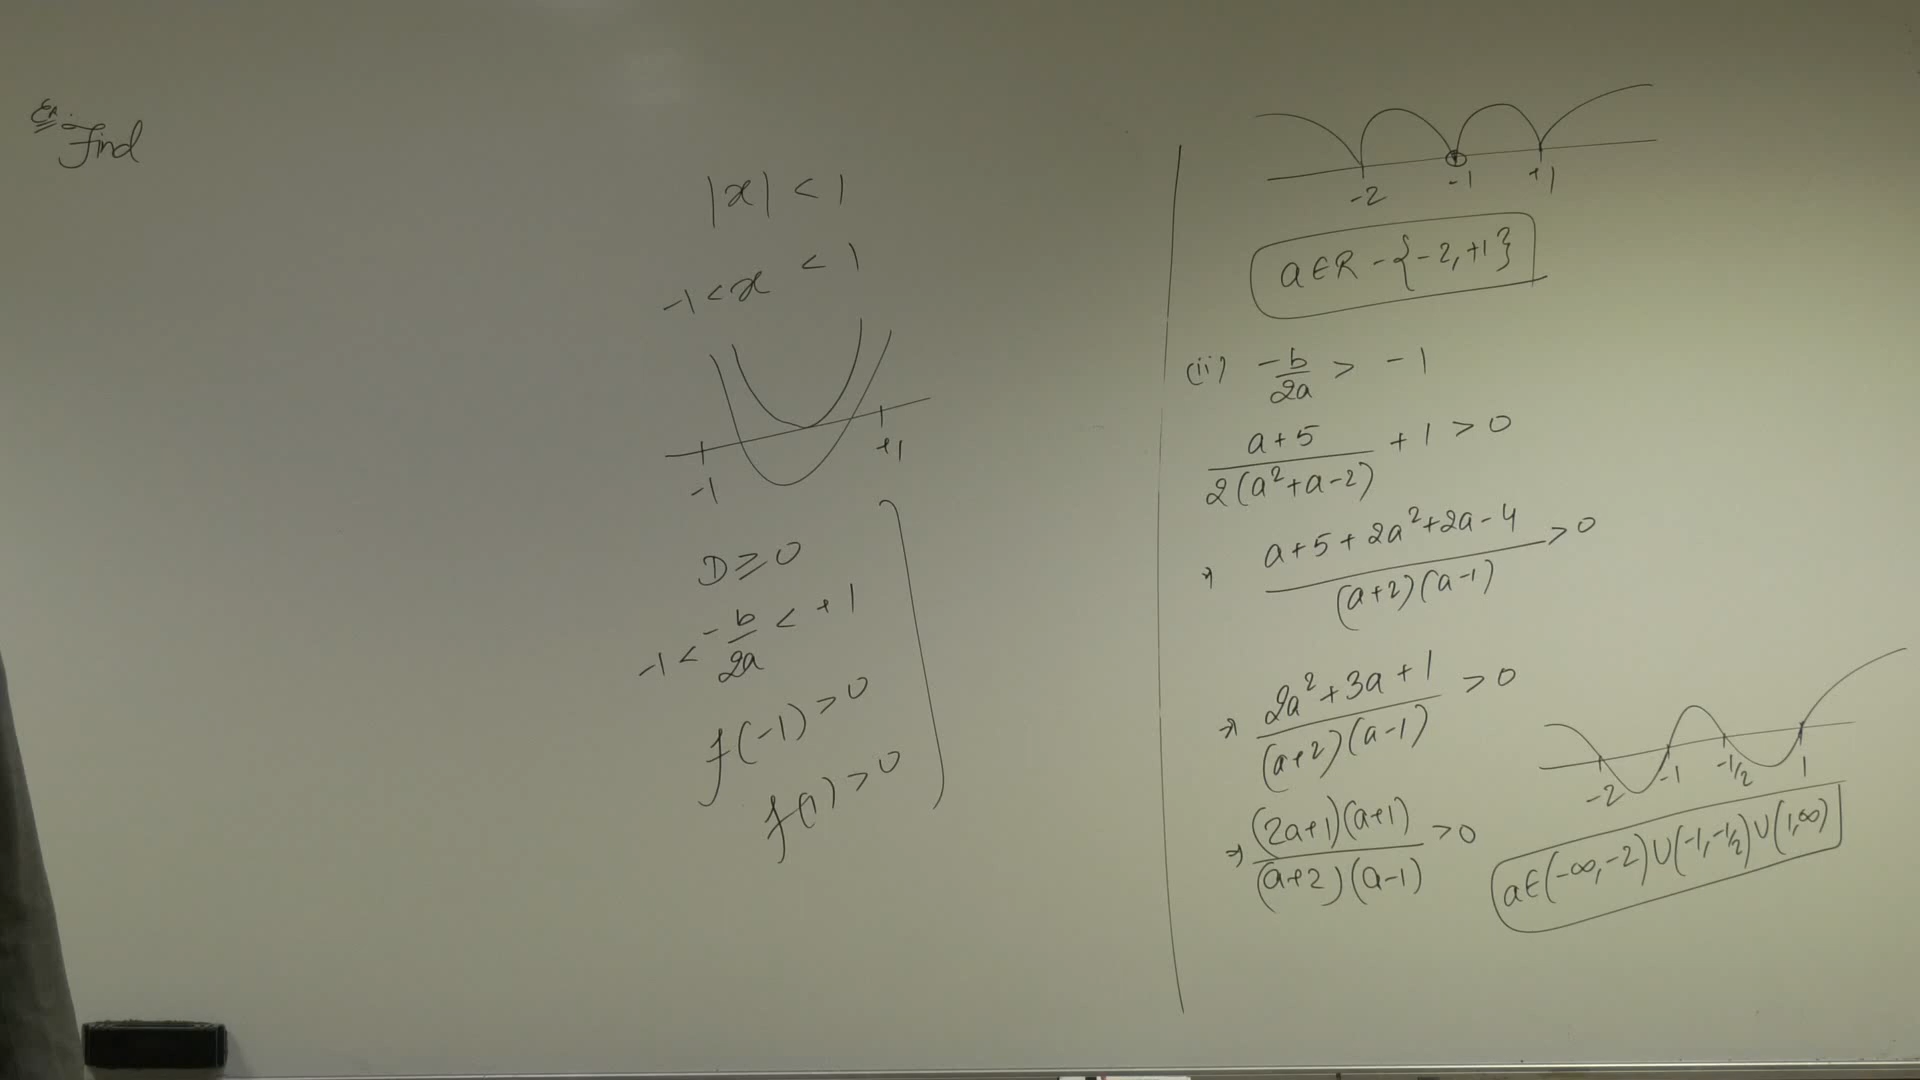 Ex.
Find
|x| < 1
-1 < x < 1
-1 +1
D ≥ 0
-1 < -b/2a < +1
f(-1) > 0
f(1) > 0
-2 -1 +1
a ∈ R - {-2, +1}
(ii) -b/2a > -1
(a+5)/(2(a²+a-2)) + 1 > 0
⇒ (a+5+2a²+2a-4)/((a+2)(a-1)) > 0
⇒ (2a²+3a+1)/((a+2)(a-1)) > 0
-2 -1 -1/2 1
⇒ ((2a+1)(a+1))/((a+2)(a-1)) > 0
a ∈ (-∞, -2) ∪ (-1, -1/2) ∪ (1, ∞)